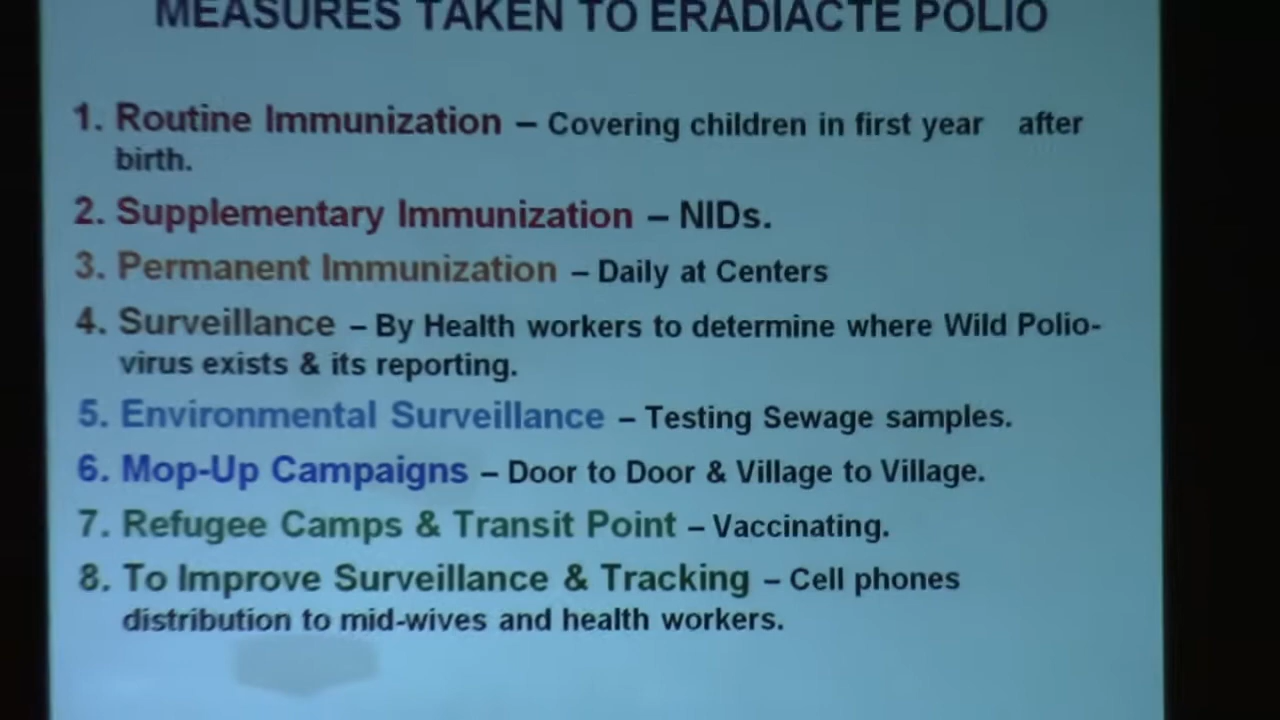 MEASURES TAKEN TO ERADIACTE POLIO
1. Routine Immunization – Covering children in first year after
birth.
2. Supplementary Immunization – NIDs.
3. Permanent Immunization – Daily at Centers
4. Surveillance – By Health workers to determine where Wild Polio-
virus exists & its reporting.
5. Environmental Surveillance – Testing Sewage samples.
6. Mop-Up Campaigns – Door to Door & Village to Village.
7. Refugee Camps & Transit Point – Vaccinating.
8. To Improve Surveillance & Tracking – Cell phones
distribution to mid-wives and health workers.